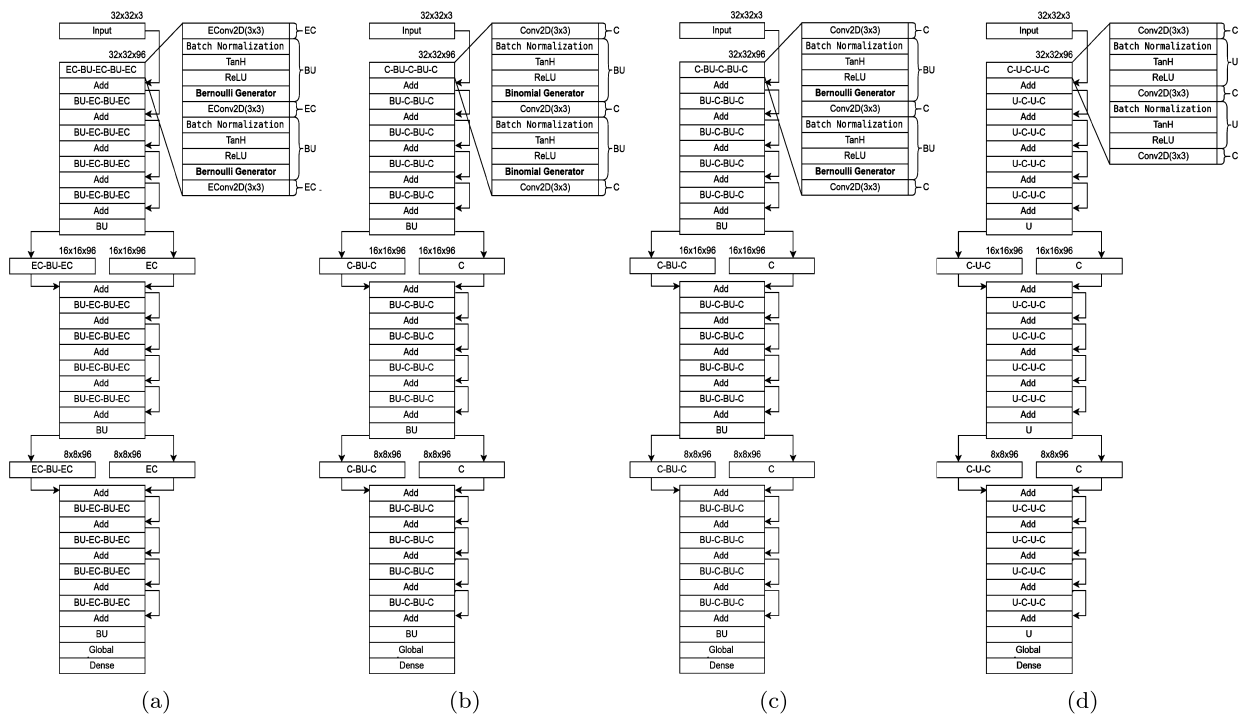 32x32x3
Input
32x32x96
EC-BU-EC-BU-EC
Add
BU-EC-BU-EC
Add
BU-EC-BU-EC
Add
BU-EC-BU-EC
Add
BU-EC-BU-EC
Add
BU
EConv2D(3x3)
Batch Normalization
TanH
ReLU
Bernoulli Generator
EConv2D(3x3)
Batch Normalization
TanH
ReLU
Bernoulli Generator
EConv2D(3x3)
EC
BU
EC
BU
EC
16x16x96 16x16x96
EC-BU-EC EC
Add
BU-EC-BU-EC
Add
BU-EC-BU-EC
Add
BU-EC-BU-EC
Add
BU-EC-BU-EC
Add
BU
8x8x96 8x8x96
EC-BU-EC EC
Add
BU-EC-BU-EC
Add
BU-EC-BU-EC
Add
BU-EC-BU-EC
Add
BU-EC-BU-EC
Add
BU
Global
Dense
(a)
32x32x3
Input
32x32x96
C-BU-C-BU-C
Add
BU-C-BU-C
Add
BU-C-BU-C
Add
BU-C-BU-C
Add
BU-C-BU-C
Add
BU
Conv2D(3x3)
Batch Normalization
TanH
ReLU
Binomial Generator
Conv2D(3x3)
Batch Normalization
TanH
ReLU
Binomial Generator
Conv2D(3x3)
C
BU
C
BU
C
16x16x96 16x16x96
C-BU-C C
Add
BU-C-BU-C
Add
BU-C-BU-C
Add
BU-C-BU-C
Add
BU-C-BU-C
Add
BU
8x8x96 8x8x96
C-BU-C C
Add
BU-C-BU-C
Add
BU-C-BU-C
Add
BU-C-BU-C
Add
BU-C-BU-C
Add
BU
Global
Dense
(b)
32x32x3
Input
32x32x96
C-BU-C-BU-C
Add
BU-C-BU-C
Add
BU-C-BU-C
Add
BU-C-BU-C
Add
BU-C-BU-C
Add
BU
Conv2D(3x3)
Batch Normalization
TanH
ReLU
Bernoulli Generator
Conv2D(3x3)
Batch Normalization
TanH
ReLU
Bernoulli Generator
Conv2D(3x3)
C
BU
C
BU
C
16x16x96 16x16x96
C-BU-C C
Add
BU-C-BU-C
Add
BU-C-BU-C
Add
BU-C-BU-C
Add
BU-C-BU-C
Add
BU
8x8x96 8x8x96
C-BU-C C
Add
BU-C-BU-C
Add
BU-C-BU-C
Add
BU-C-BU-C
Add
BU-C-BU-C
Add
BU
Global
Dense
(c)
32x32x3
Input
32x32x96
C-U-C-U-C
Add
U-C-U-C
Add
U-C-U-C
Add
U-C-U-C
Add
U-C-U-C
Add
U
Conv2D(3x3)
Batch Normalization
TanH
ReLU
Conv2D(3x3)
Batch Normalization
TanH
ReLU
Conv2D(3x3)
C
U
C
U
C
16x16x96 16x16x96
C-U-C C
Add
U-C-U-C
Add
U-C-U-C
Add
U-C-U-C
Add
U-C-U-C
Add
U
8x8x96 8x8x96
C-U-C C
Add
U-C-U-C
Add
U-C-U-C
Add
U-C-U-C
Add
U-C-U-C
Add
U
Global
Dense
(d)